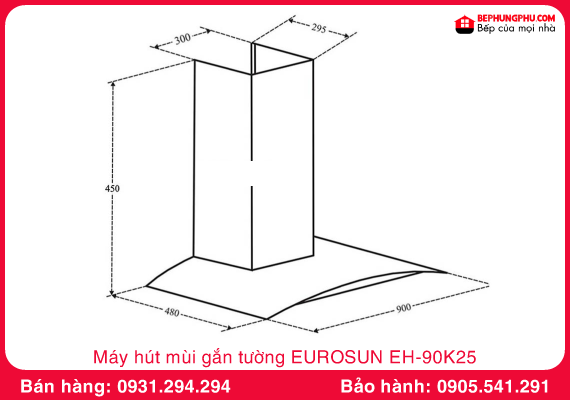 BEPHUNGPHU.COM
Bếp của mọi nhà
300
295
450
480
900
Máy hút mùi gắn tường EUROSUN EH-90K25
Bán hàng: 0931.294.294
Bảo hành: 0905.541.291